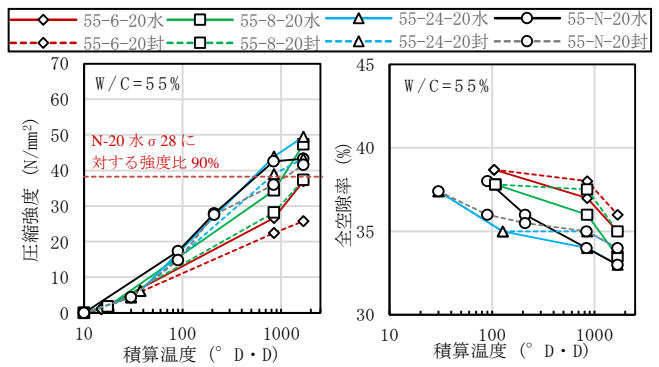 55-6-20水 55-8-20水 55-24-20水 55-N-20水
55-6-20封 55-8-20封 55-24-20封 55-N-20封
70
60
50
40
30
20
10
0
圧縮強度 (N/mm²)
W/C=55%
N-20 水 σ 28 に
対する強度比 90%
10 100 1000
積算温度 (°D・D)
45
40
35
30
全空隙率 (%)
W/C=55%
10 100 1000
積算温度 (°D・D)